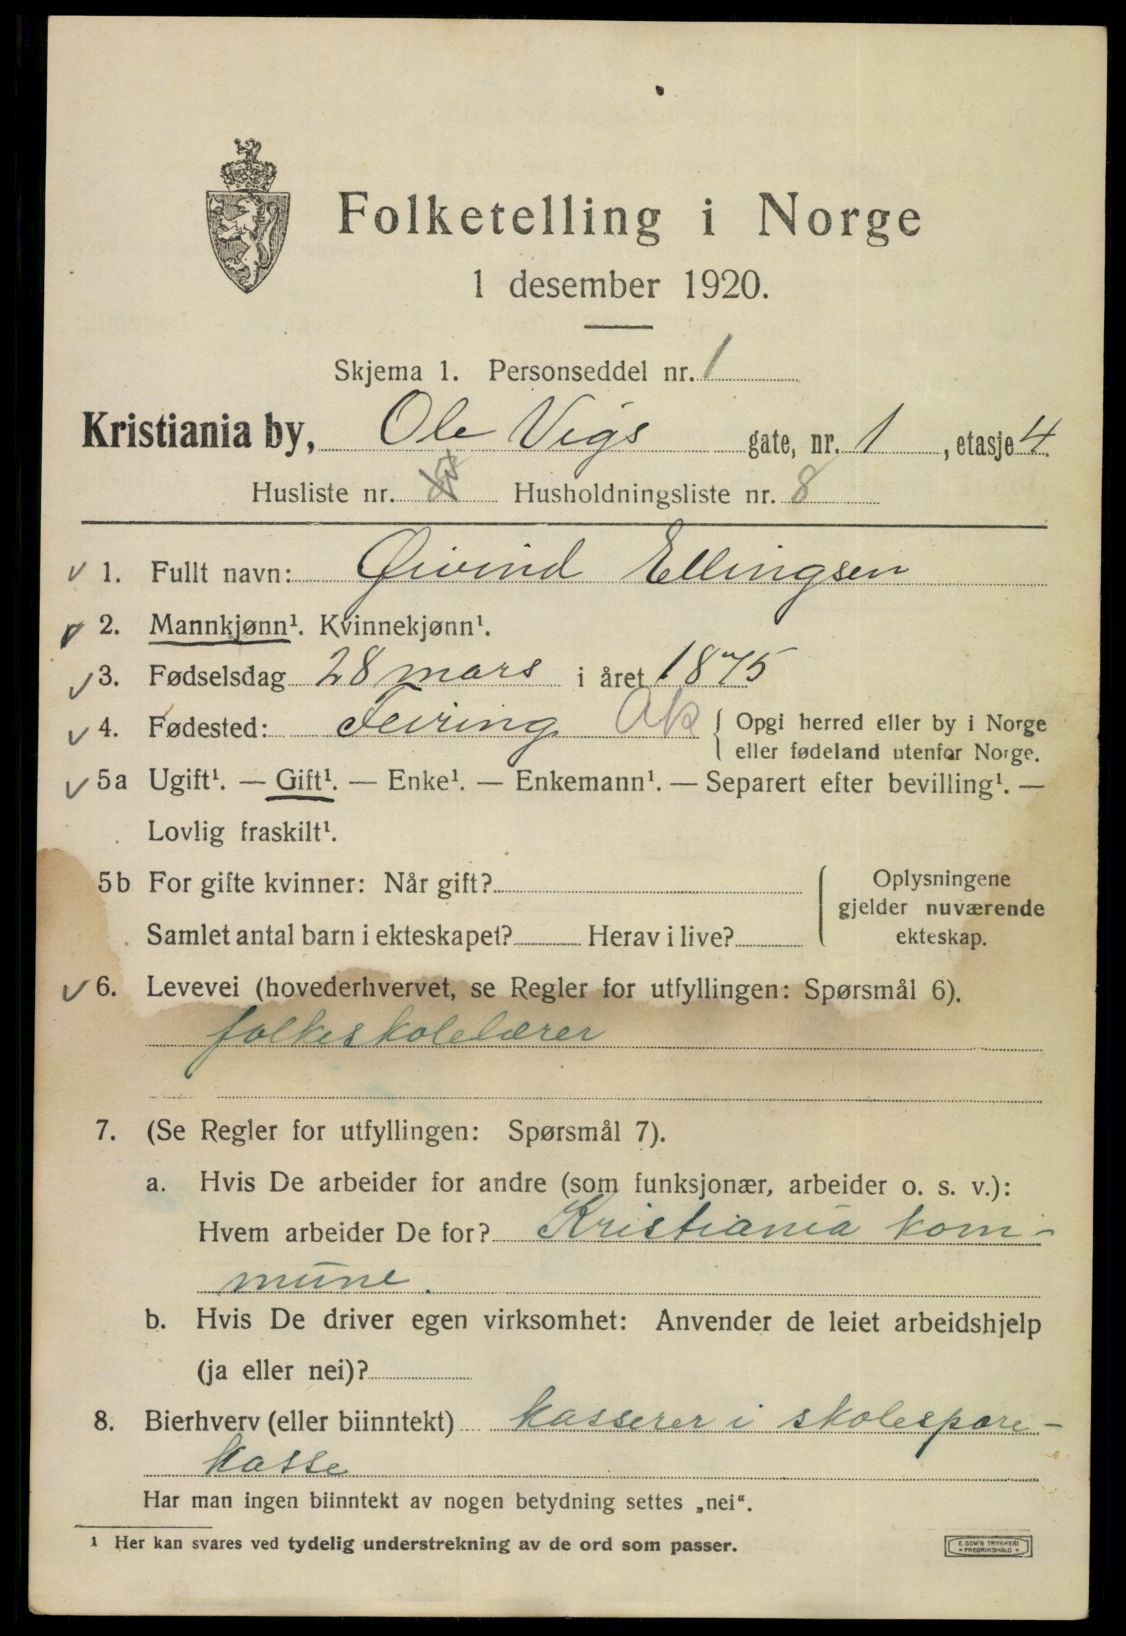 Folketelling i Norge
1 desember 1920.
Skjema 1. Personseddel nr. 1
Kristiania by, Ole Vigs gate, nr. 1, etasje 4.
Husliste nr. Husholdningsliste nr. 8
1. Fullt navn: Øivind Ellingsen
2. Mannkjønn¹. Kvinnekjønn¹.
3. Fødselsdag 28 mars i året 1875
4. Fødested: Feiring Ak { Opgi herred eller by i Norge
eller fødeland utenfor Norge.
5a Ugift¹. — Gift¹. — Enke¹. — Enkemann¹. — Separert efter bevilling¹. —
Lovlig fraskilt¹.
5b For gifte kvinner: Når gift? { Oplysningene
gjelder nuværende
Samlet antal barn i ekteskapet? Herav i live? ekteskap.
6. Levevei (hovederhvervet, se Regler for utfyllingen: Spørsmål 6).
folkeskolelærer
7. (Se Regler for utfyllingen: Spørsmål 7).
a. Hvis De arbeider for andre (som funksjonær, arbeider o. s. v.):
Hvem arbeider De for? Kristiania kom-
mune.
b. Hvis De driver egen virksomhet: Anvender de leiet arbeidshjelp
(ja eller nei)?
8. Bierhverv (eller biinntekt) kasserer i skolespare-
kasse
Har man ingen biinntekt av nogen betydning settes „nei“.
1 Her kan svares ved tydelig understrekning av de ord som passer.
E. SEM'S TRYKKERI
FREDRIKSHALD